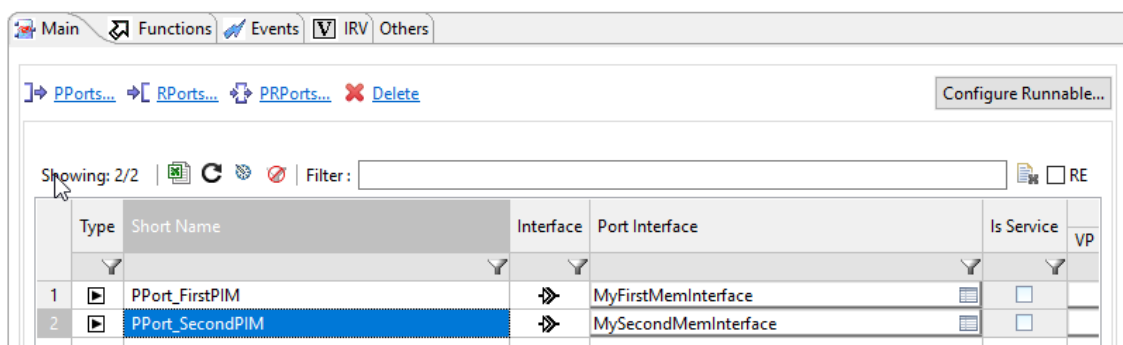 Main Functions Events IRV Others
PPorts... RPorts... PRPorts... Delete Configure Runnable...
Showing: 2/2 Filter : RE
Type Short Name Interface Port Interface Is Service VP
1 PPort_FirstPIM MyFirstMemInterface
2 PPort_SecondPIM MySecondMemInterface